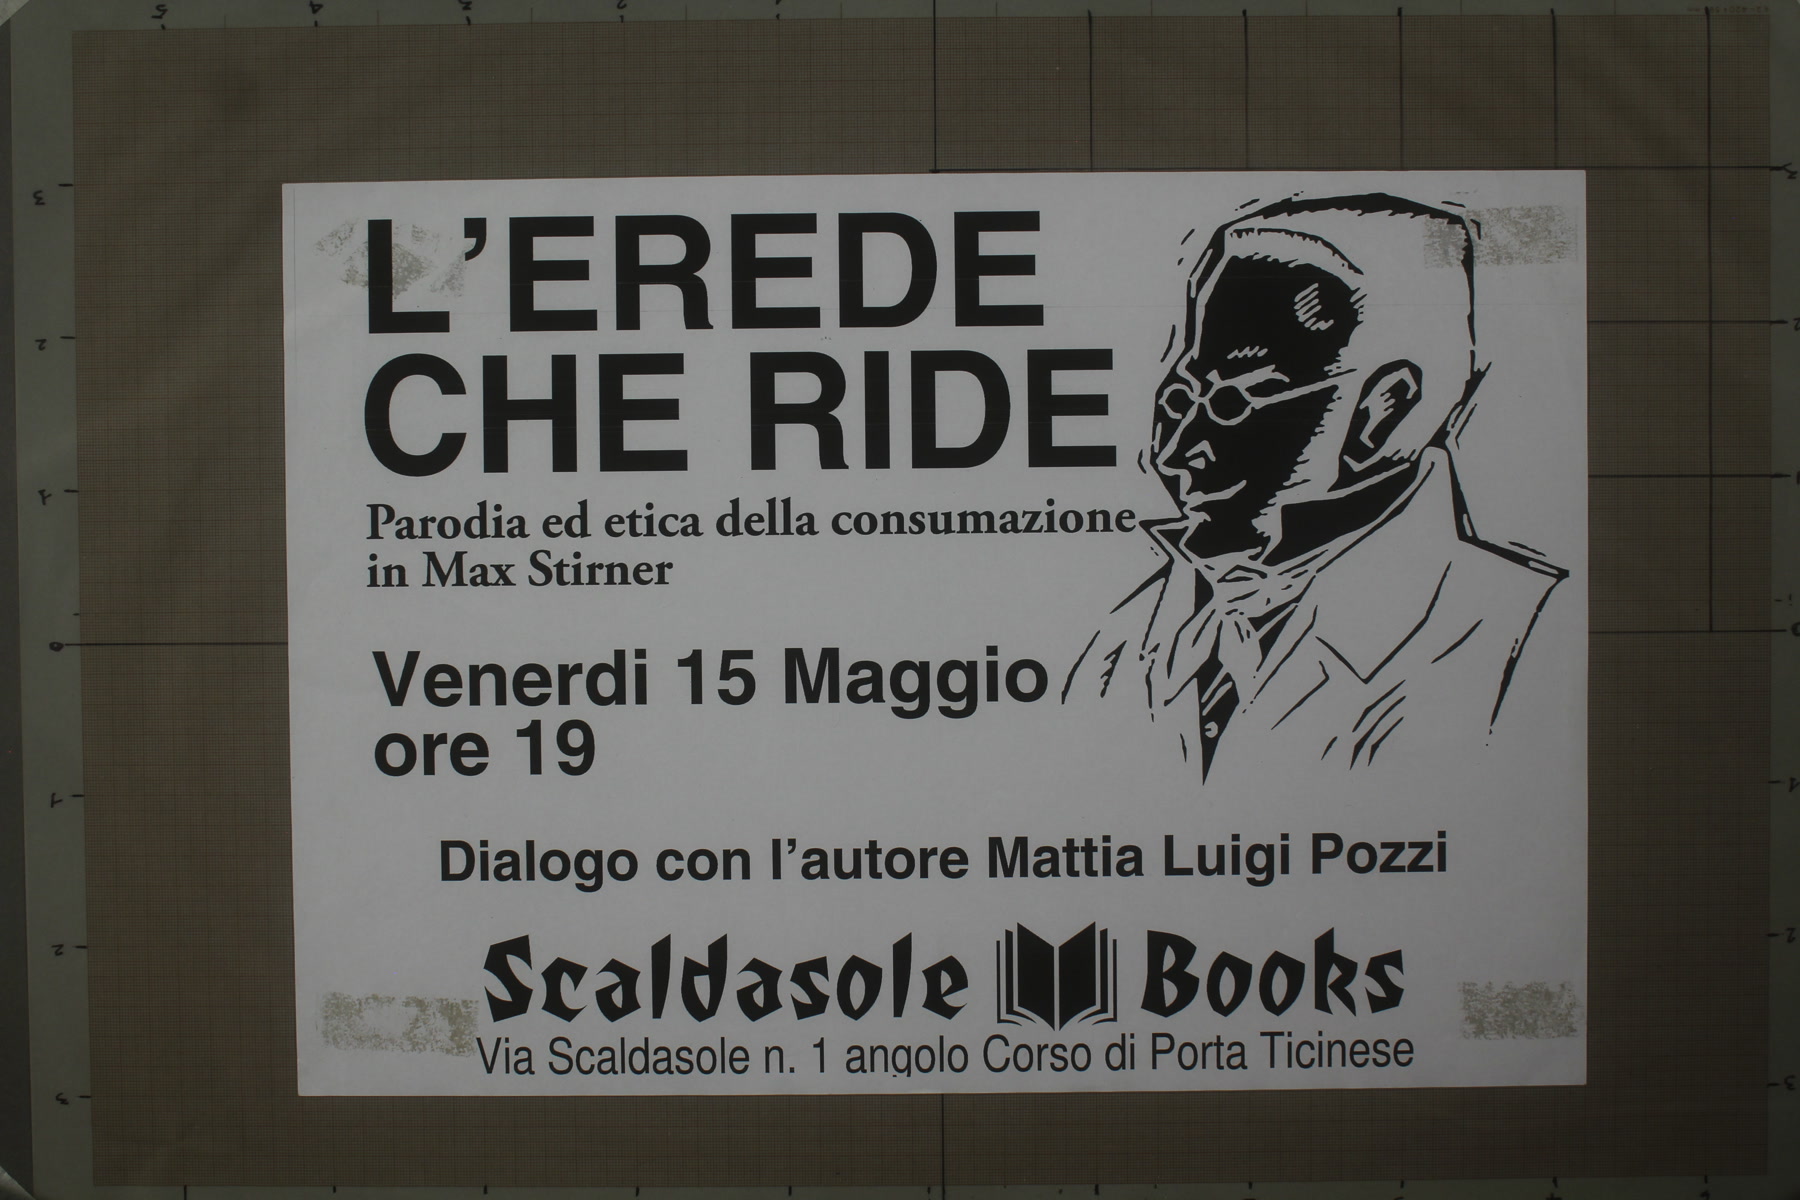 L'EREDE
CHE RIDE
Parodia ed etica della consumazione
in Max Stirner
Venerdi 15 Maggio
ore 19
Dialogo con l'autore Mattia Luigi Pozzi
Scaldasole Books
Via Scaldasole n. 1 angolo Corso di Porta Ticinese